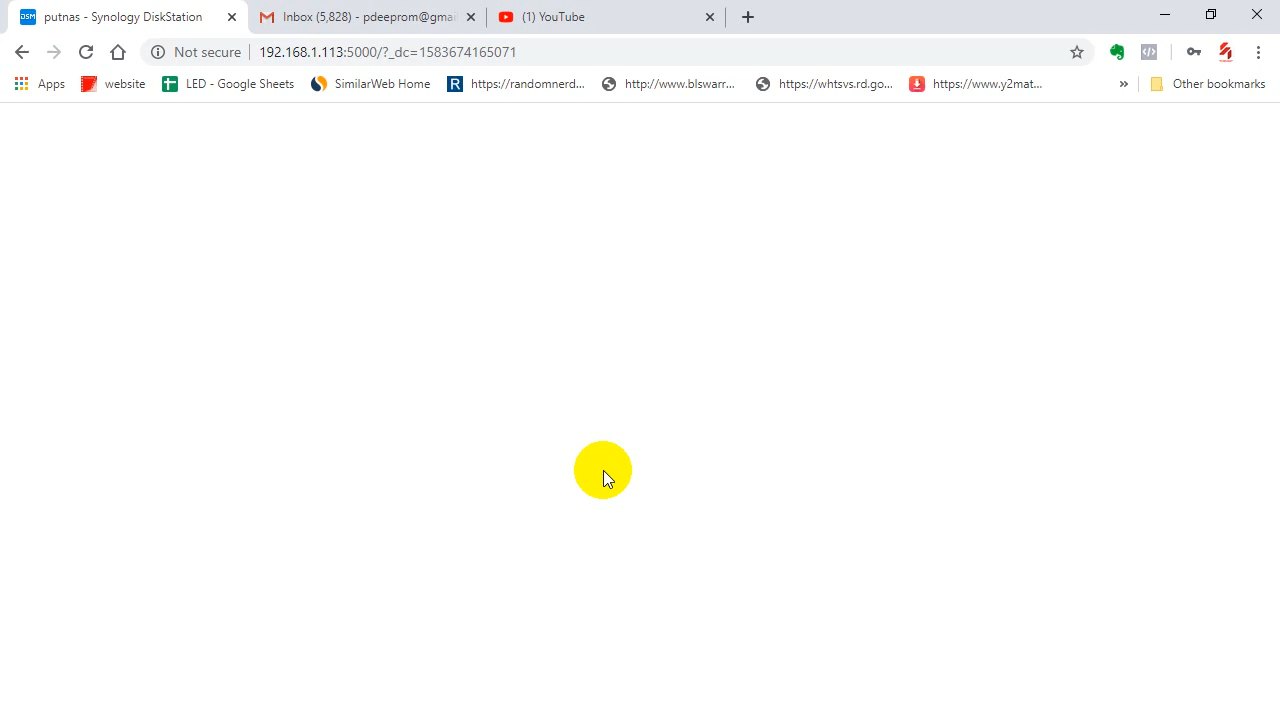 DSM putnas - Synology DiskStation
Inbox (5,828) - pdeeprom@gmai
(1) YouTube
Not secure 192.168.1.113:5000/?_dc=1583674165071
Apps website LED - Google Sheets SimilarWeb Home R https://randomnerd... http://www.blswarr... https://whtsvs.rd.go... https://www.y2mat... » Other bookmarks